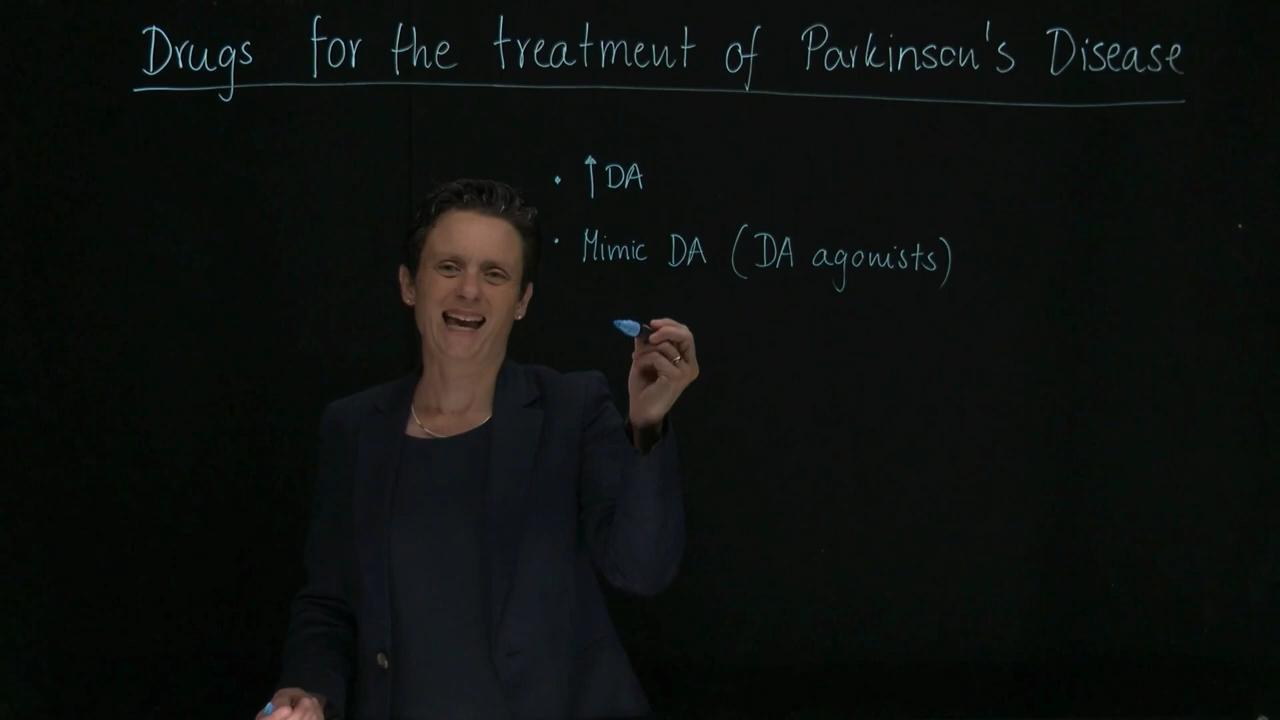 Drugs for the treatment of Parkinson's Disease
• ↑ DA
• Mimic DA (DA agonists)